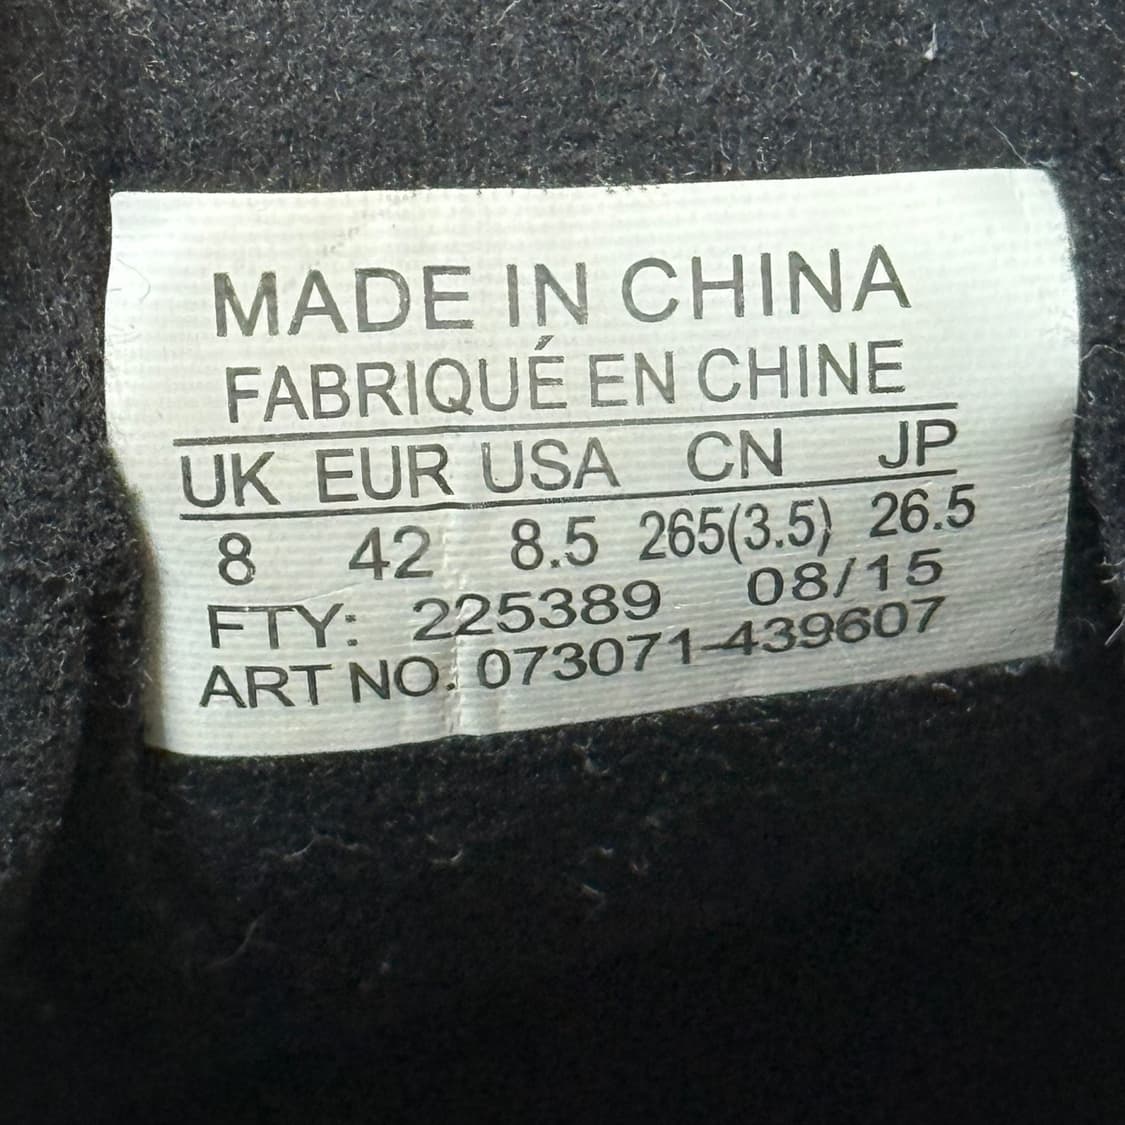 MADE IN CHINA
FABRIQUÉ EN CHINE
UK EUR USA CN JP
8 42 8.5 265(3.5) 26.5
FTY: 225389 08/15
ART NO. 073071-439607